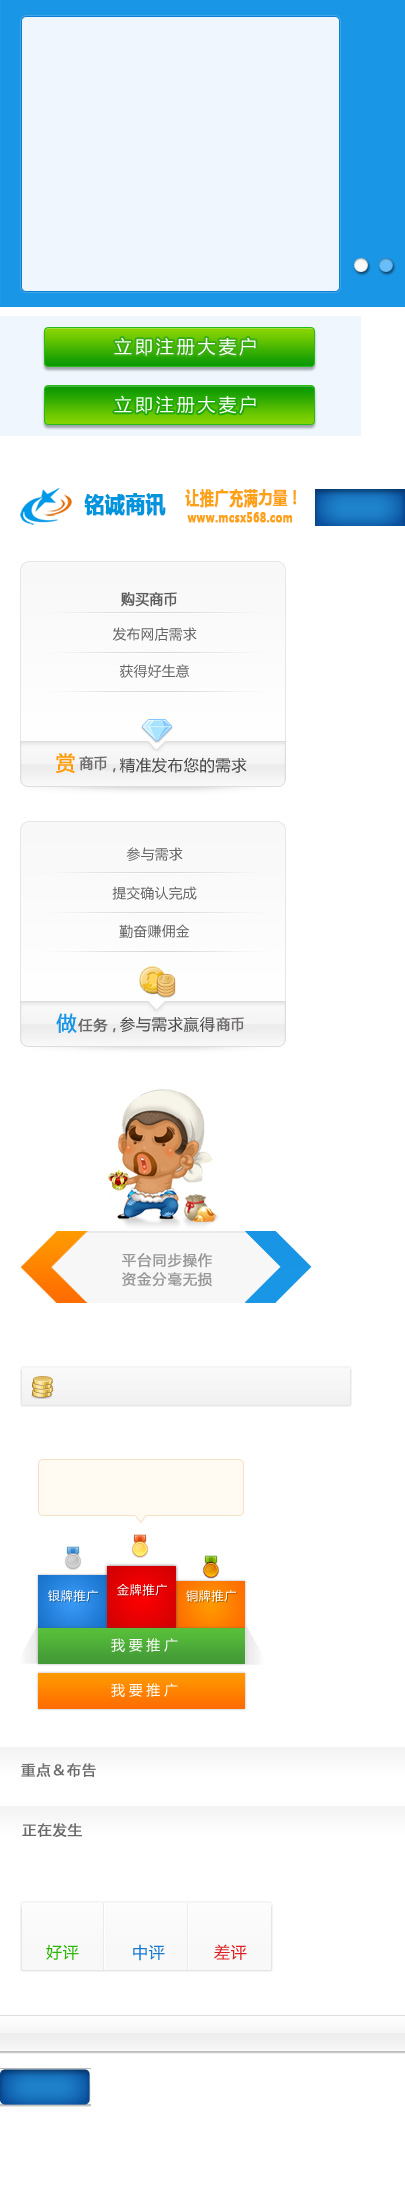 立即注册大麦户
立即注册大麦户
铭诚商讯 让推广充满力量！
www.mcsx568.com
购买商币
发布网店需求
获得好生意
赏 商币，精准发布您的需求
参与需求
提交确认完成
勤奋赚佣金
做任务，参与需求赢得商币
平台同步操作
资金分毫无损
银牌推广 金牌推广 铜牌推广
我要推广
我要推广
重点&布告
正在发生
好评 中评 差评